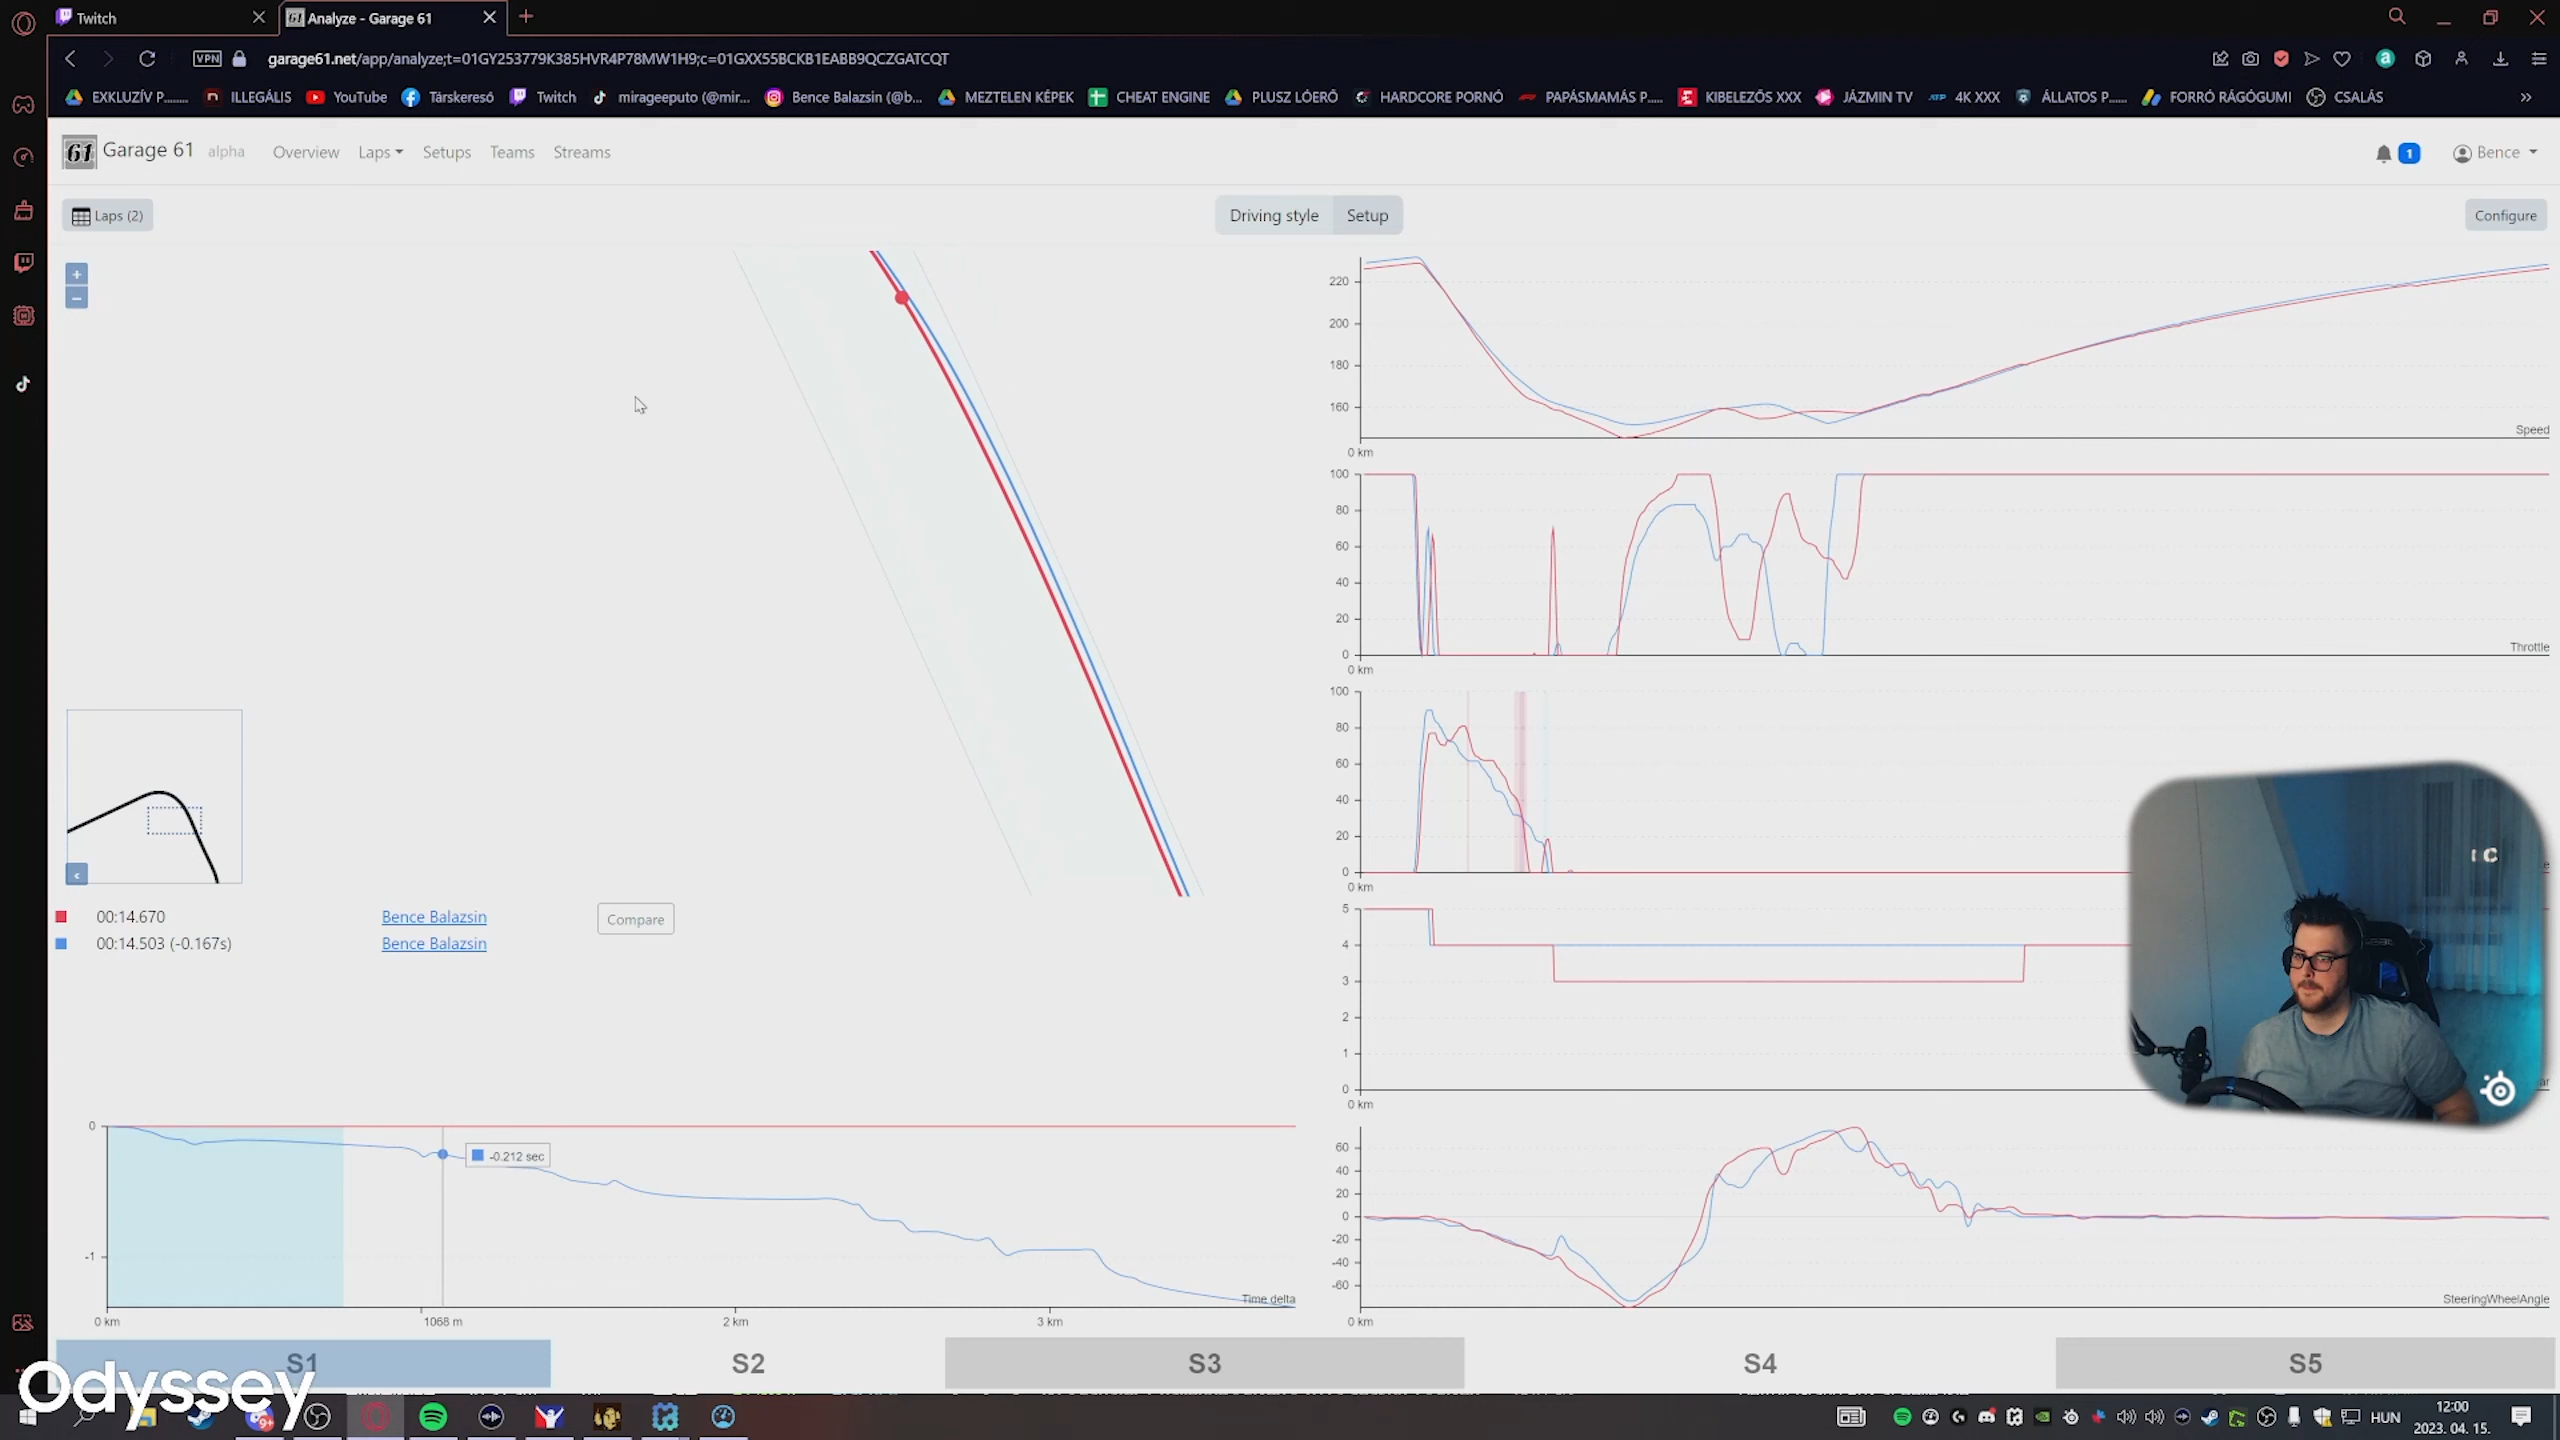 Twitch
Analyze - Garage 61
VPN
garage61.net/app/analyze;t=01GY253779K385HVR4P78MW1H9;c=01GXX55BCKB1EABB9QCZGATCQT
EXKLUZÍV P........
ILLEGÁLIS
YouTube
Társkereső
Twitch
mirageeputo (@mir...
Bence Balazsin (@b...
MEZTELEN KÉPEK
CHEAT ENGINE
PLUSZ LÓERŐ
HARDCORE PORNÓ
PAPÁSMAMÁS P.....
KIBELEZŐS XXX
JÁZMIN TV
4K XXX
ÁLLATOS P......
FORRÓ RÁGÓGUMI
CSALÁS
»
61
Garage 61 alpha
Overview
Laps
Setups
Teams
Streams
1
Bence
Laps (2)
Driving style
Setup
Configure
+
−
220
200
180
160
Speed
0 km
100
80
60
40
20
0
Throttle
0 km
100
80
60
40
20
0
0 km
<
00:14.670 Bence Balazsin
Compare
00:14.503 (-0.167s) Bence Balazsin
5
4
3
2
1
0
0 km
60
40
20
0
-20
-40
-60
SteeringWheelAngle
0 km
0
-0.212 sec
-1
Time delta
0 km
1068 m
2 km
3 km
S1
S2
S3
S4
S5
Odyssey
9+
HUN
12:00
2023. 04. 15.